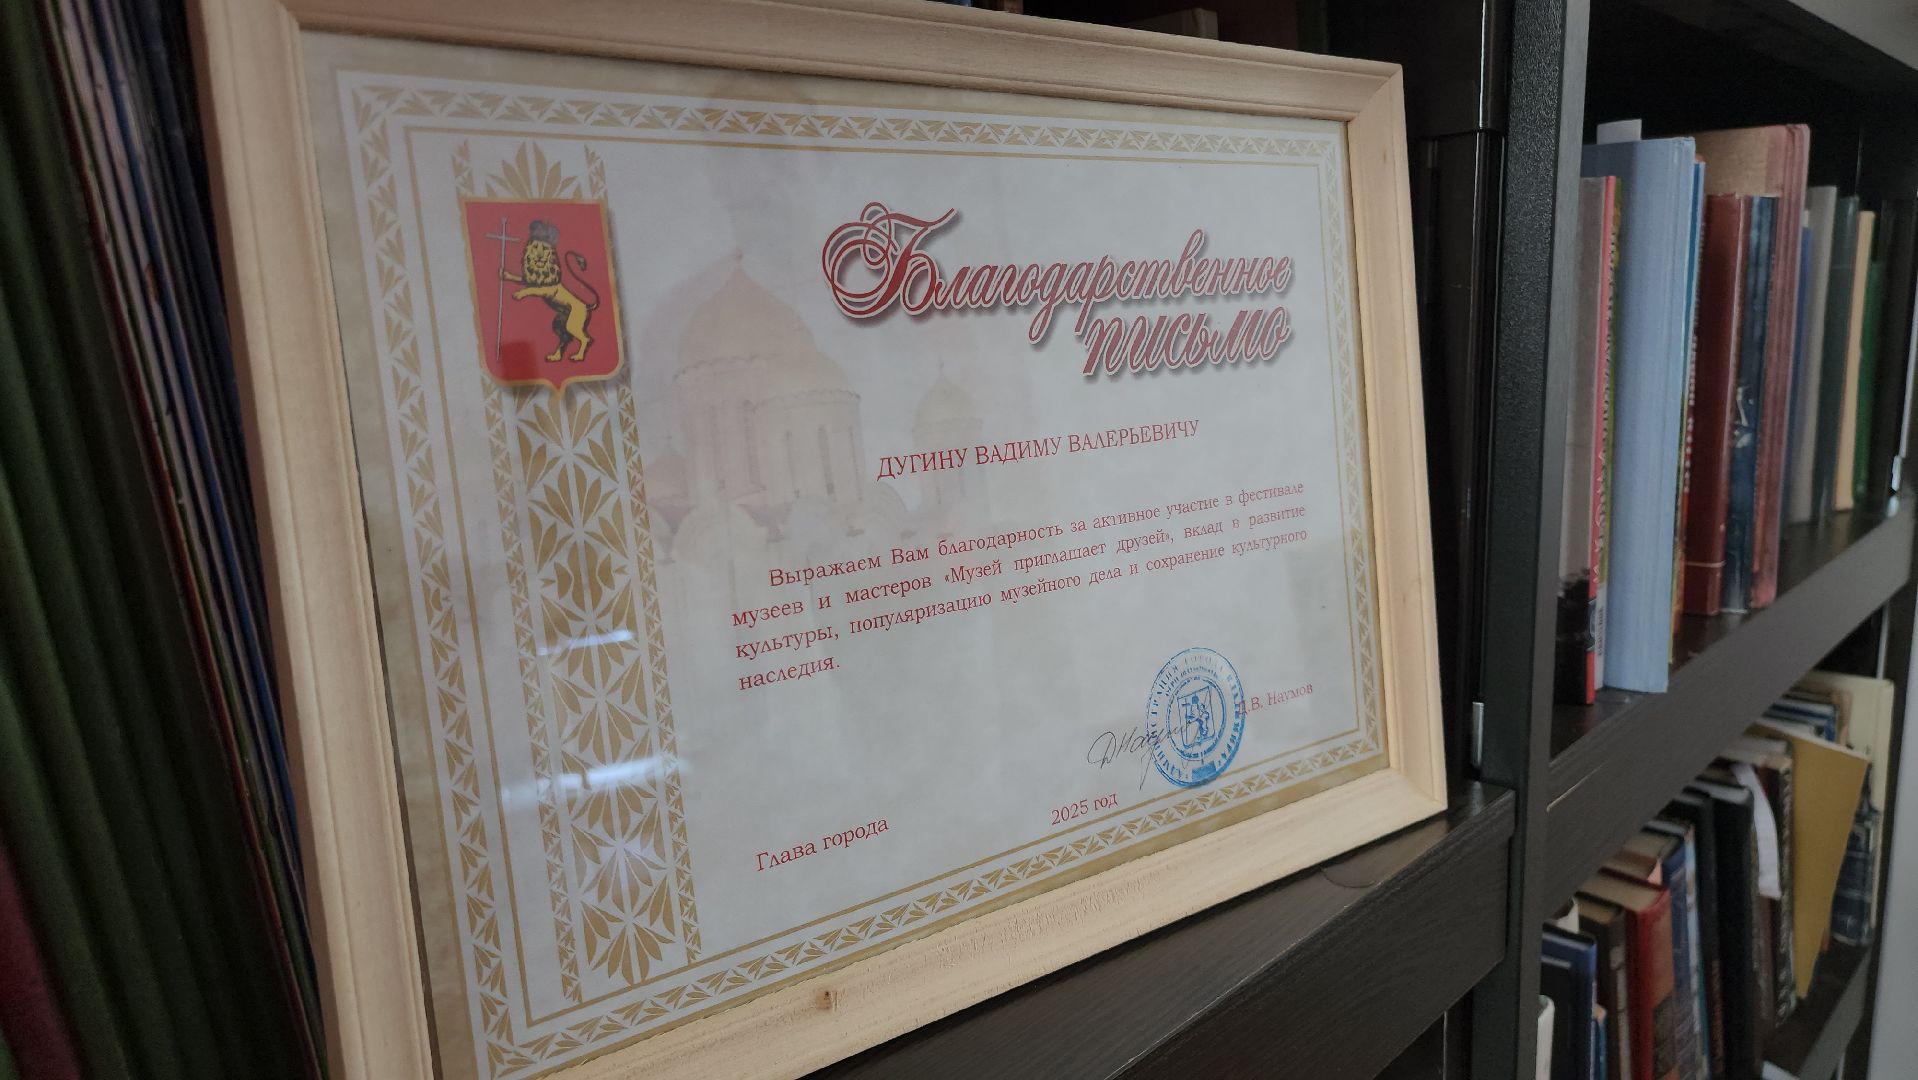 Благодарственное
письмо
ДУГИНУ ВАДИМУ ВАЛЕРЬЕВИЧУ
Выражаем Вам благодарность за активное участие в фестивале
музеев и мастеров «Музей приглашает друзей», вклад в развитие
культуры, популяризацию музейного дела и сохранение культурного
наследия.
Глава города
Д.В. Наумов
2025 год